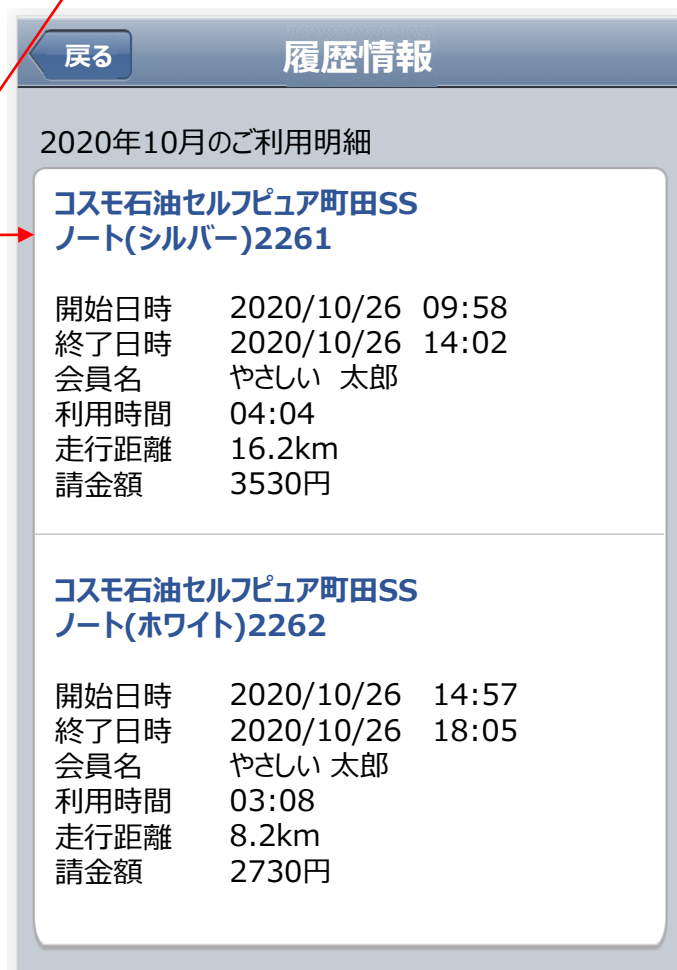 戻る
履歴情報
2020年10月のご利用明細
コスモ石油セルフピュア町田SS
ノート(シルバー)2261
開始日時 2020/10/26 09:58
終了日時 2020/10/26 14:02
会員名 やさしい 太郎
利用時間 04:04
走行距離 16.2km
請金額 3530円
コスモ石油セルフピュア町田SS
ノート(ホワイト)2262
開始日時 2020/10/26 14:57
終了日時 2020/10/26 18:05
会員名 やさしい 太郎
利用時間 03:08
走行距離 8.2km
請金額 2730円